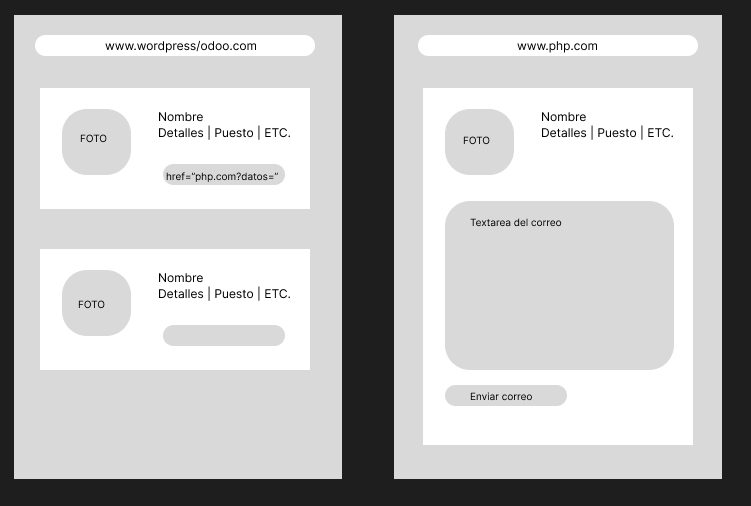 www.wordpress/odoo.com
FOTO
Nombre
Detalles | Puesto | ETC.
href="php.com?datos="
FOTO
Nombre
Detalles | Puesto | ETC.
www.php.com
FOTO
Nombre
Detalles | Puesto | ETC.
Textarea del correo
Enviar correo